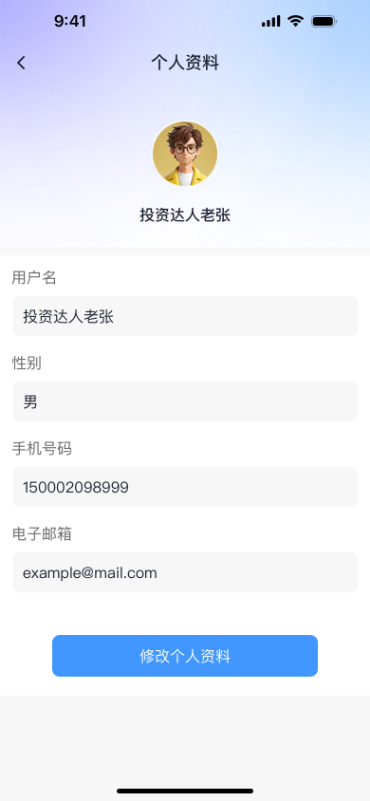 9:41
个人资料
投资达人老张
用户名
投资达人老张
性别
男
手机号码
150002098999
电子邮箱
example@mail.com
修改个人资料